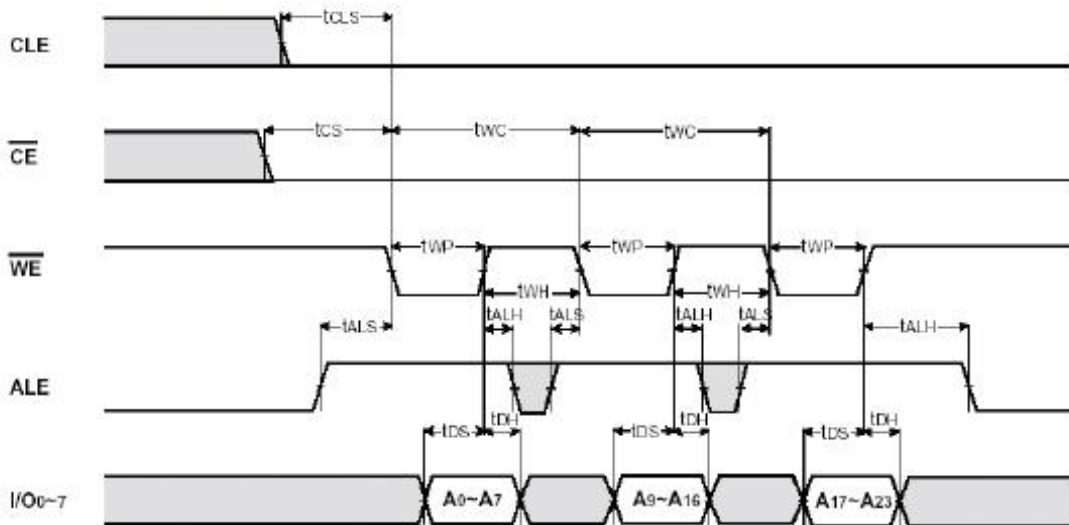 CLE tCLS
CE tCS tWC tWC
WE tWP tWP tWP
tWH tWH
tALS tALH tALS tALH tALS tALH
ALE
tDS tDH tDS tDH tDS tDH
I/O0~7 A0~A7 A9~A16 A17~A23